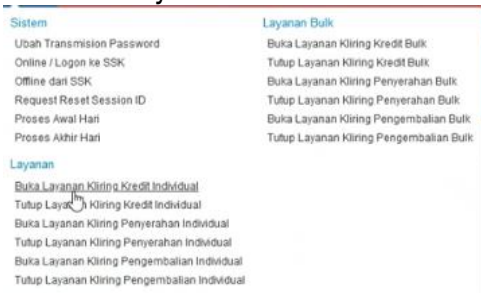 Sistem
Ubah Transmision Password
Online / Logon ke SSK
Offline dari SSK
Request Reset Session ID
Proses Awal Hari
Proses Akhir Hari
Layanan
Buka Layanan Kliring Kredit Individual
Tutup Layanan Kliring Kredit Individual
Buka Layanan Kliring Penyerahan Individual
Tutup Layanan Kliring Penyerahan Individual
Buka Layanan Kliring Pengembalian Individual
Tutup Layanan Kliring Pengembalian Individual
Layanan Bulk
Buka Layanan Kliring Kredit Bulk
Tutup Layanan Kliring Kredit Bulk
Buka Layanan Kliring Penyerahan Bulk
Tutup Layanan Kliring Penyerahan Bulk
Buka Layanan Kliring Pengembalian Bulk
Tutup Layanan Kliring Pengembalian Bulk